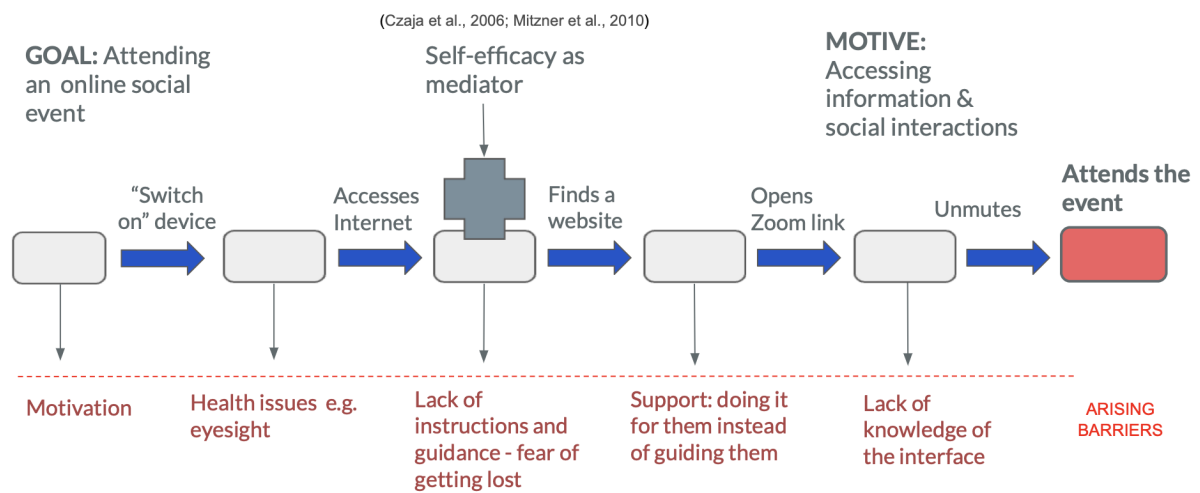 (Czaja et al., 2006; Mitzner et al., 2010)
GOAL: Attending
an online social
event
Self-efficacy as
mediator
MOTIVE:
Accessing
information &
social interactions
“Switch
on” device
Accesses
Internet
Finds a
website
Opens
Zoom link
Unmutes
Attends the
event
Motivation
Health issues e.g.
eyesight
Lack of
instructions and
guidance - fear of
getting lost
Support: doing it
for them instead
of guiding them
Lack of
knowledge of
the interface
ARISING
BARRIERS